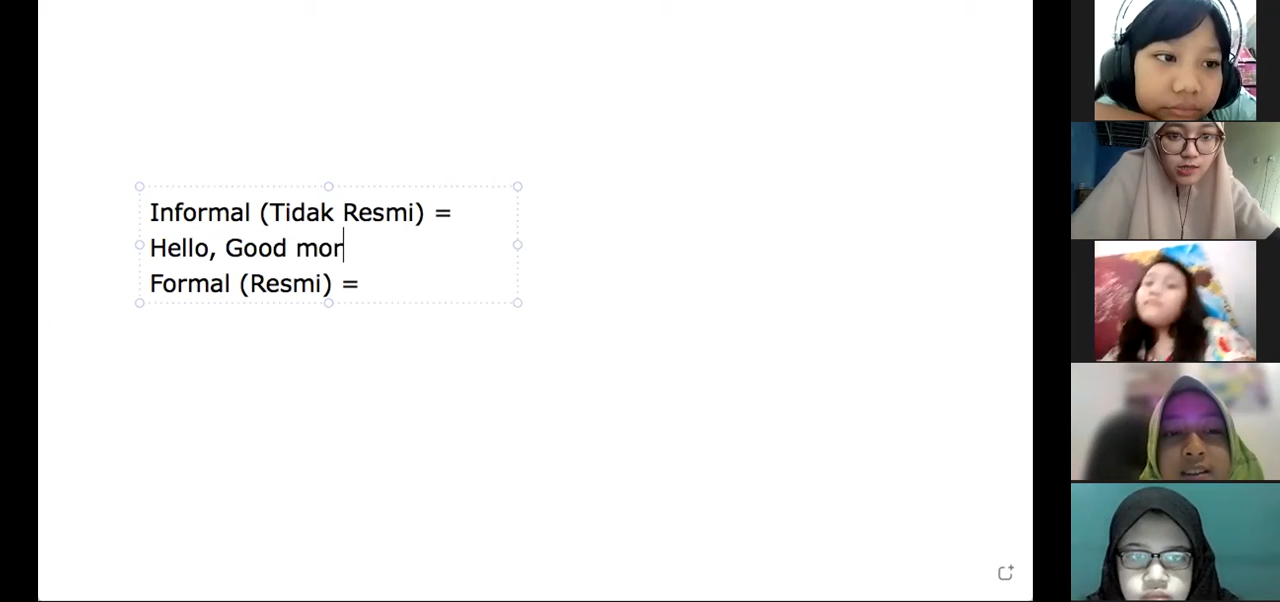 Informal (Tidak Resmi) =
Hello, Good mor
Formal (Resmi) =